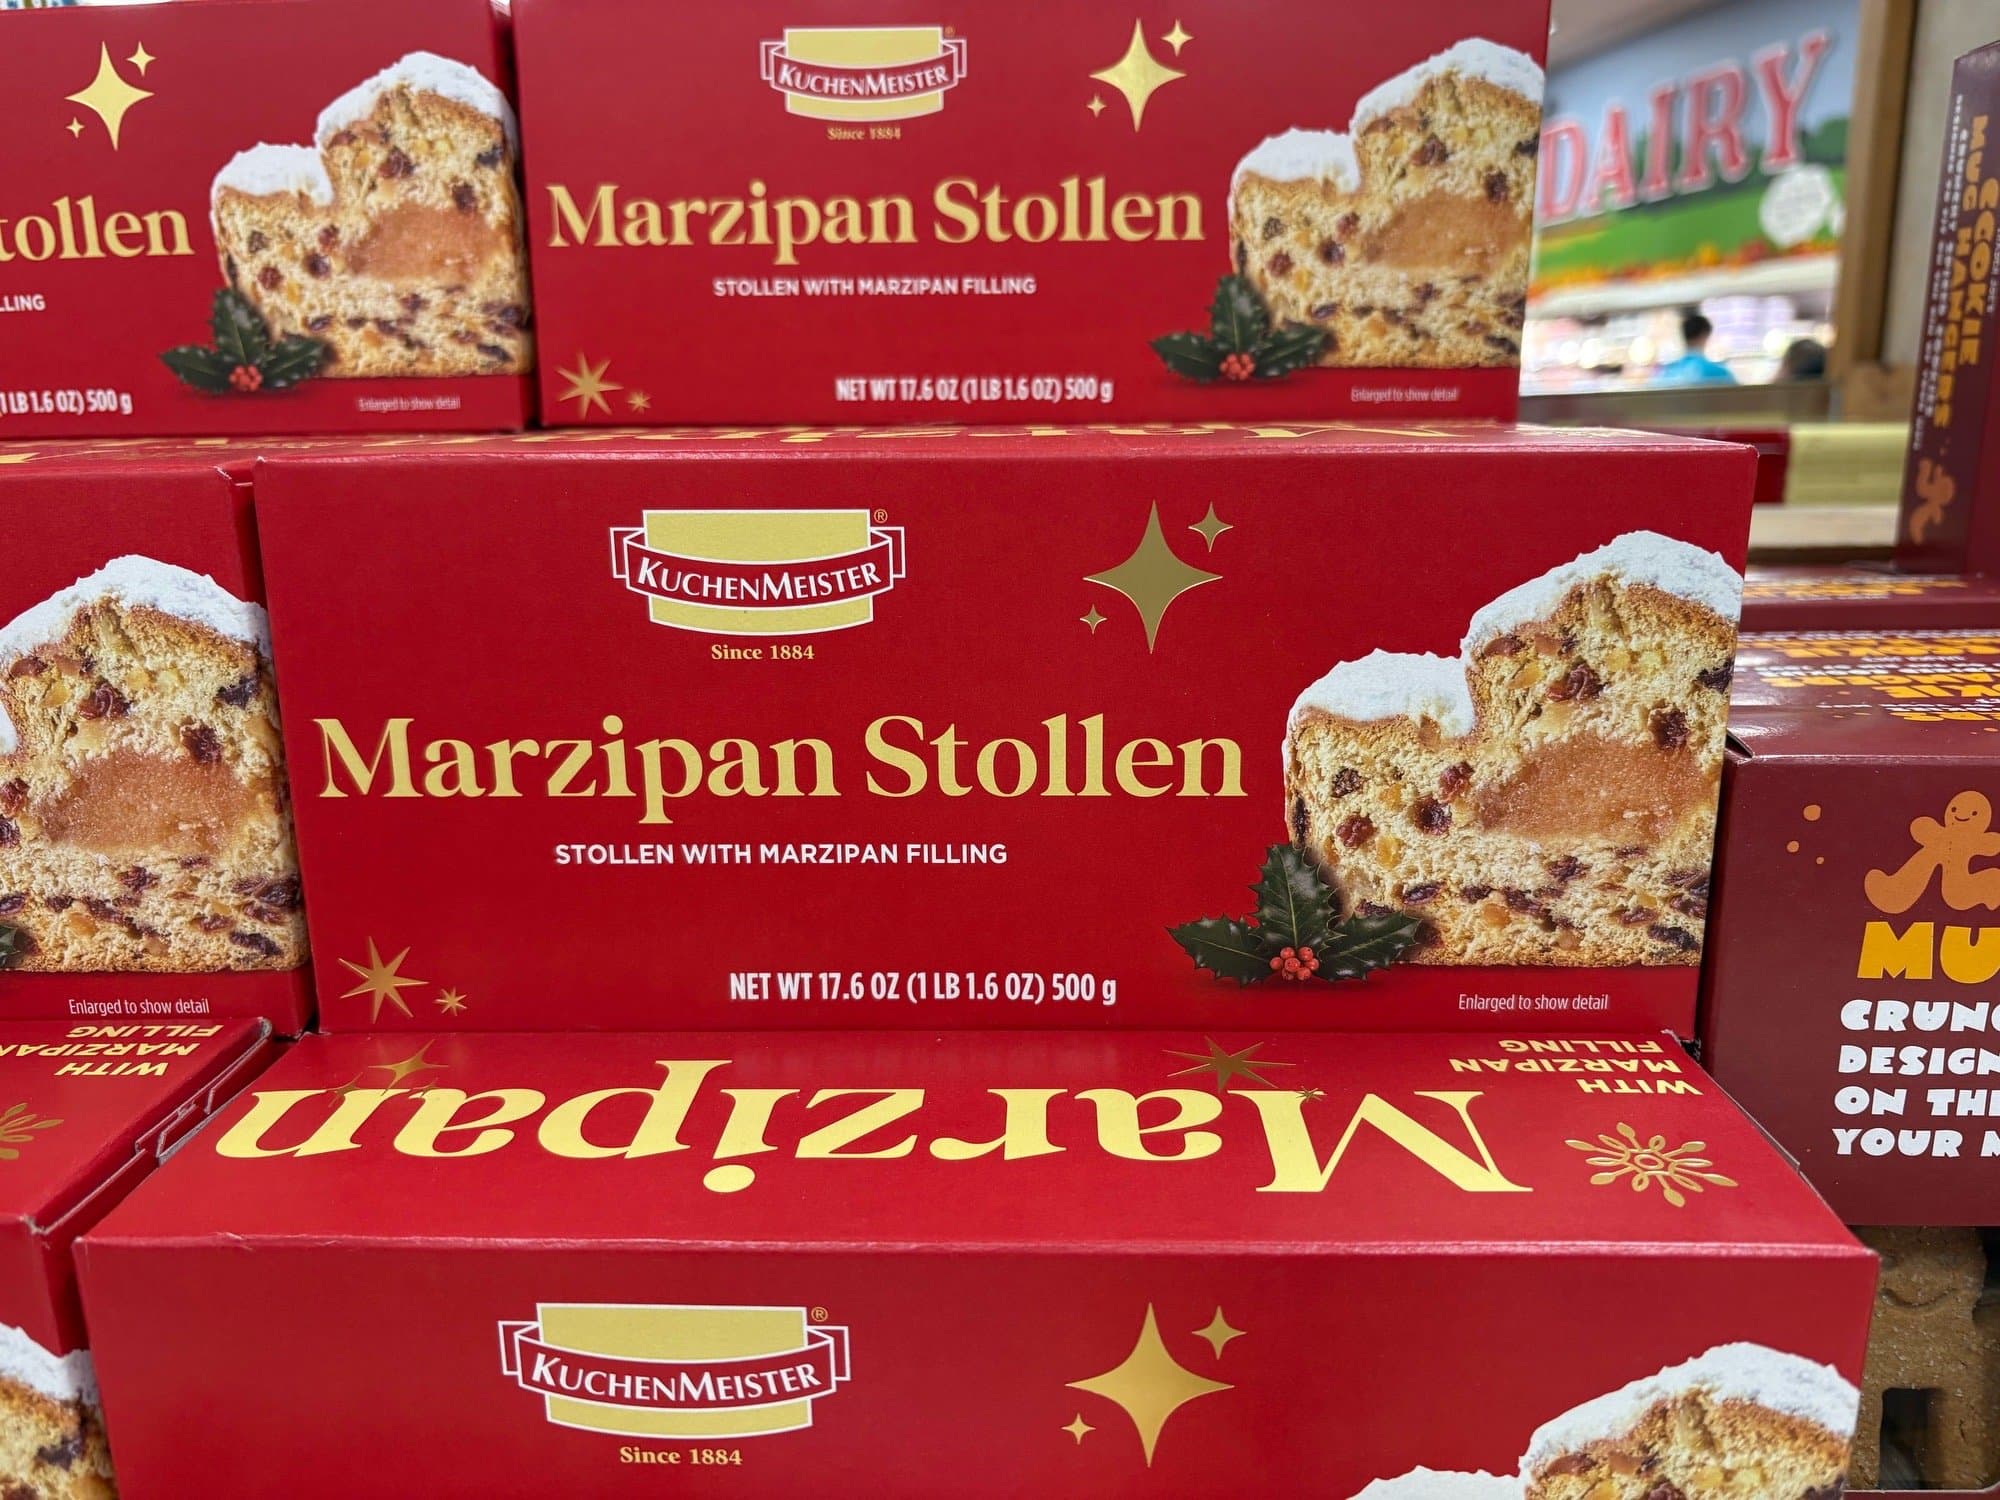 tollen
LLING
(1 LB 1.6 OZ) 500 g
Enlarged to show detail
KUCHENMEISTER
Since 1884
Marzipan Stollen
STOLLEN WITH MARZIPAN FILLING
NET WT 17.6 OZ (1 LB 1.6 OZ) 500 g
Enlarged to show detail
DAIRY
COOKIE
MUG HANGERS
Enlarged to show detail
WITH
MARZIPAN
FILLING
KUCHENMEISTER®
Since 1884
Marzipan Stollen
STOLLEN WITH MARZIPAN FILLING
NET WT 17.6 OZ (1 LB 1.6 OZ) 500 g
Enlarged to show detail
WITH
MARZIPAN
FILLING
Marzipan
KUCHENMEISTER®
Since 1884
MU
CRUNC
DESIGN
ON THE
YOUR M